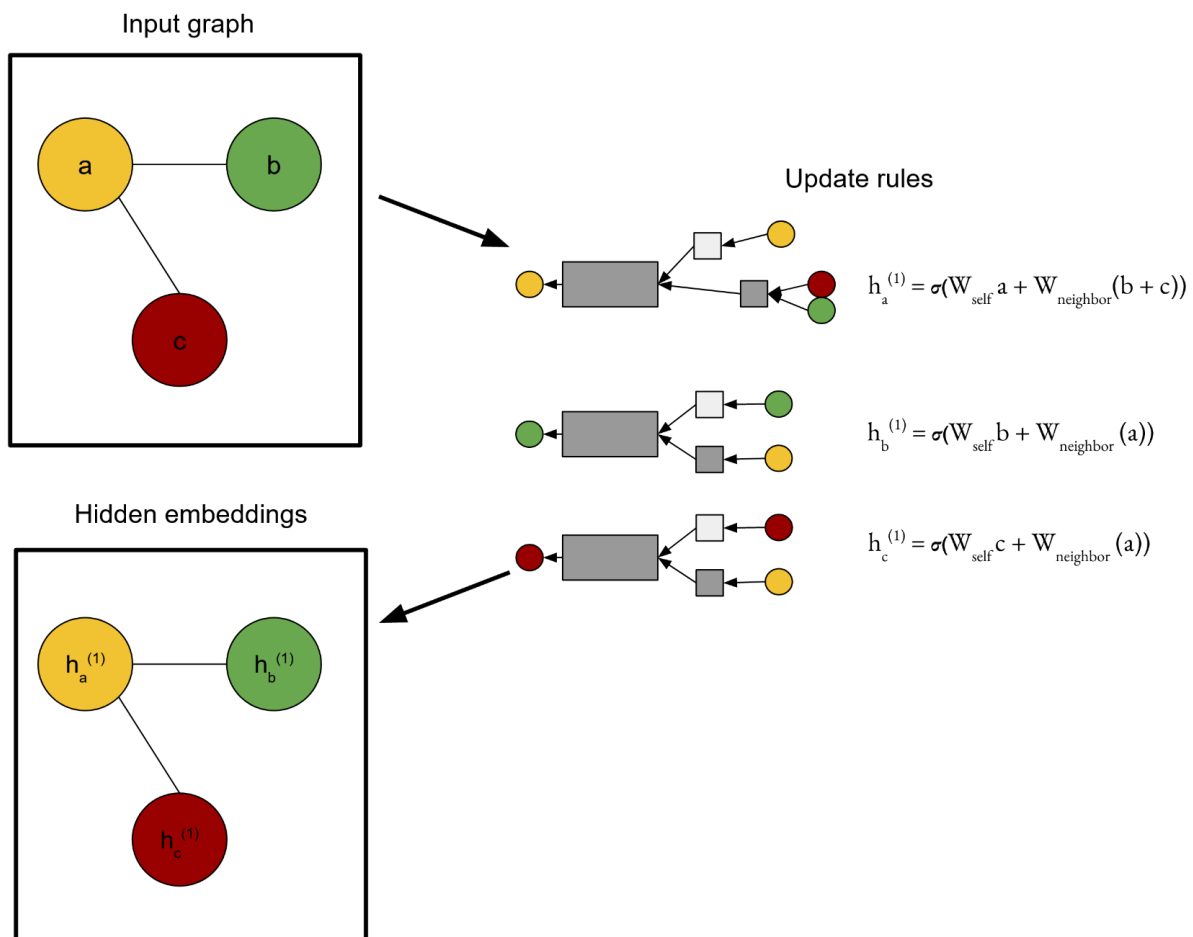 Input graph
a
b
c
Update rules
h_a^(1) = σ(W_self a + W_neighbor(b + c))
h_b^(1) = σ(W_self b + W_neighbor (a))
h_c^(1) = σ(W_self c + W_neighbor (a))
Hidden embeddings
h_a^(1)
h_b^(1)
h_c^(1)